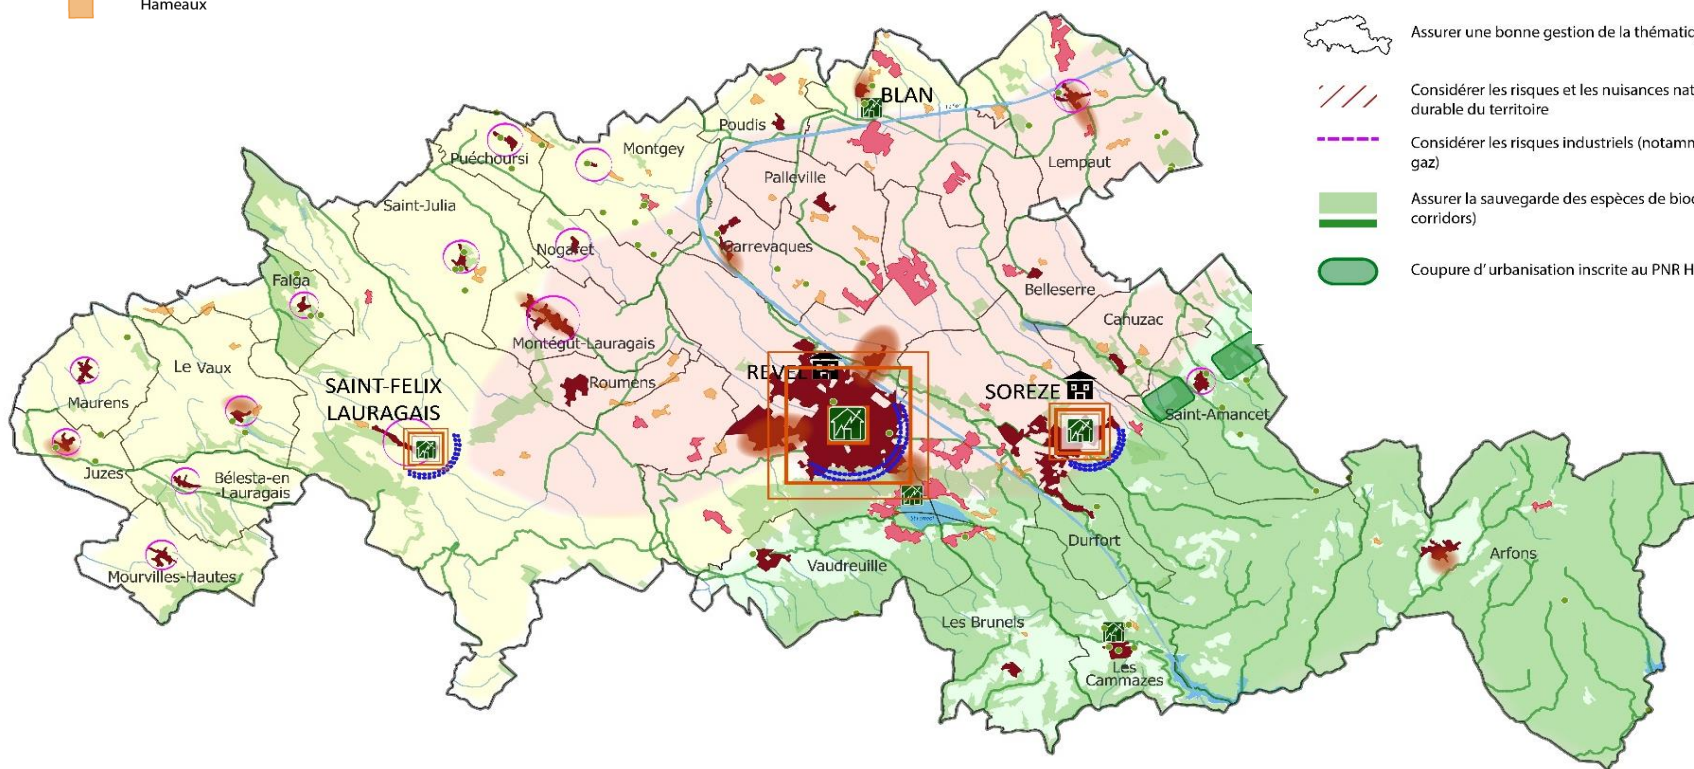 Hameaux
Assurer une bonne gestion de la thématic
Considérer les risques et les nuisances nat
durable du territoire
Considérer les risques industriels (notamn
gaz)
Assurer la sauvegarde des espèces de bio
corridors)
Coupure d'urbanisation inscrite au PNR H
BLAN
Poudis
Montgey
Puéchoursi
Lempaut
Palleville
Saint-Julia
Nogaret
Garrevaques
Falga
Belleserre
Montégut-Lauragais
Canuzac
Le Vaux
Roumens
REVEL
SOREZE
SAINT-FELIX
LAURAGAIS
Maurens
Saint-Amancet
Juzes
Bélesta-en
-Lauragais
Durfort
Arfons
Mourvilles-Hautes
Vaudreuille
Les Brunels
Les
Cammazes